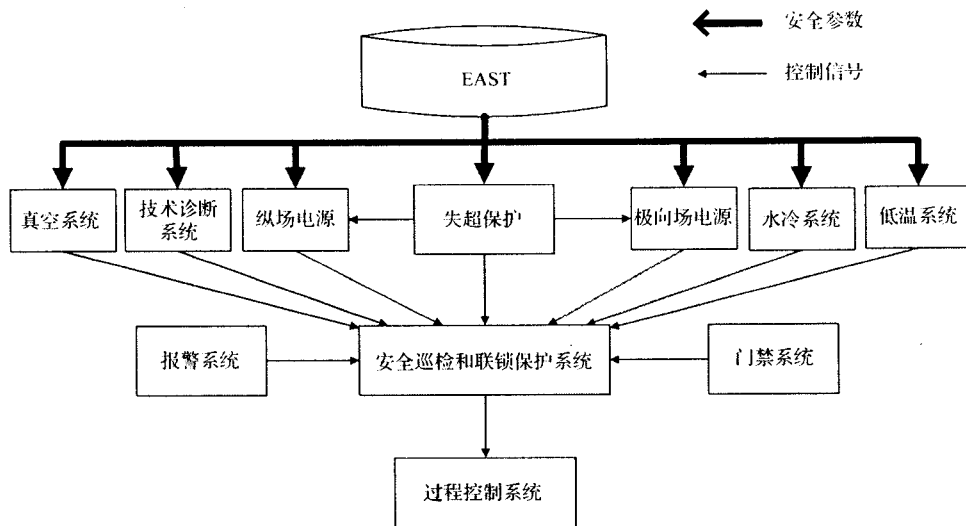 安全参数
EAST
控制信号
真空系统
技术诊断
系统
纵场电源
失超保护
极向场电源
水冷系统
低温系统
报警系统
安全巡检和联锁保护系统
门禁系统
过程控制系统